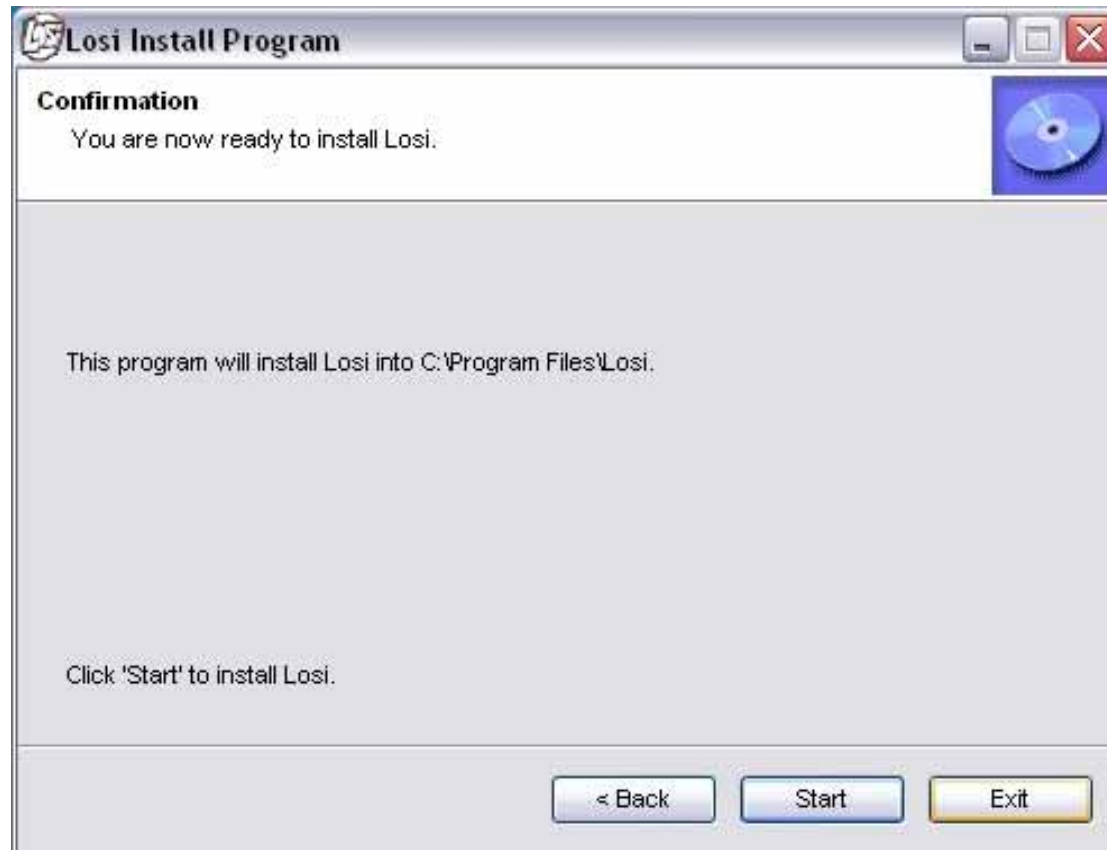 Losi Install Program
Confirmation
You are now ready to install Losi.
This program will install Losi into C:\Program Files\Losi.
Click 'Start' to install Losi.
< Back
Start
Exit